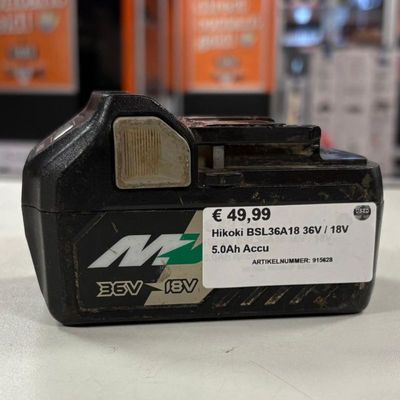 € 49,99
Hikoki BSL36A18 36V / 18V
5.0Ah Accu
ARTIKELNUMMER: 915628
36V 18V